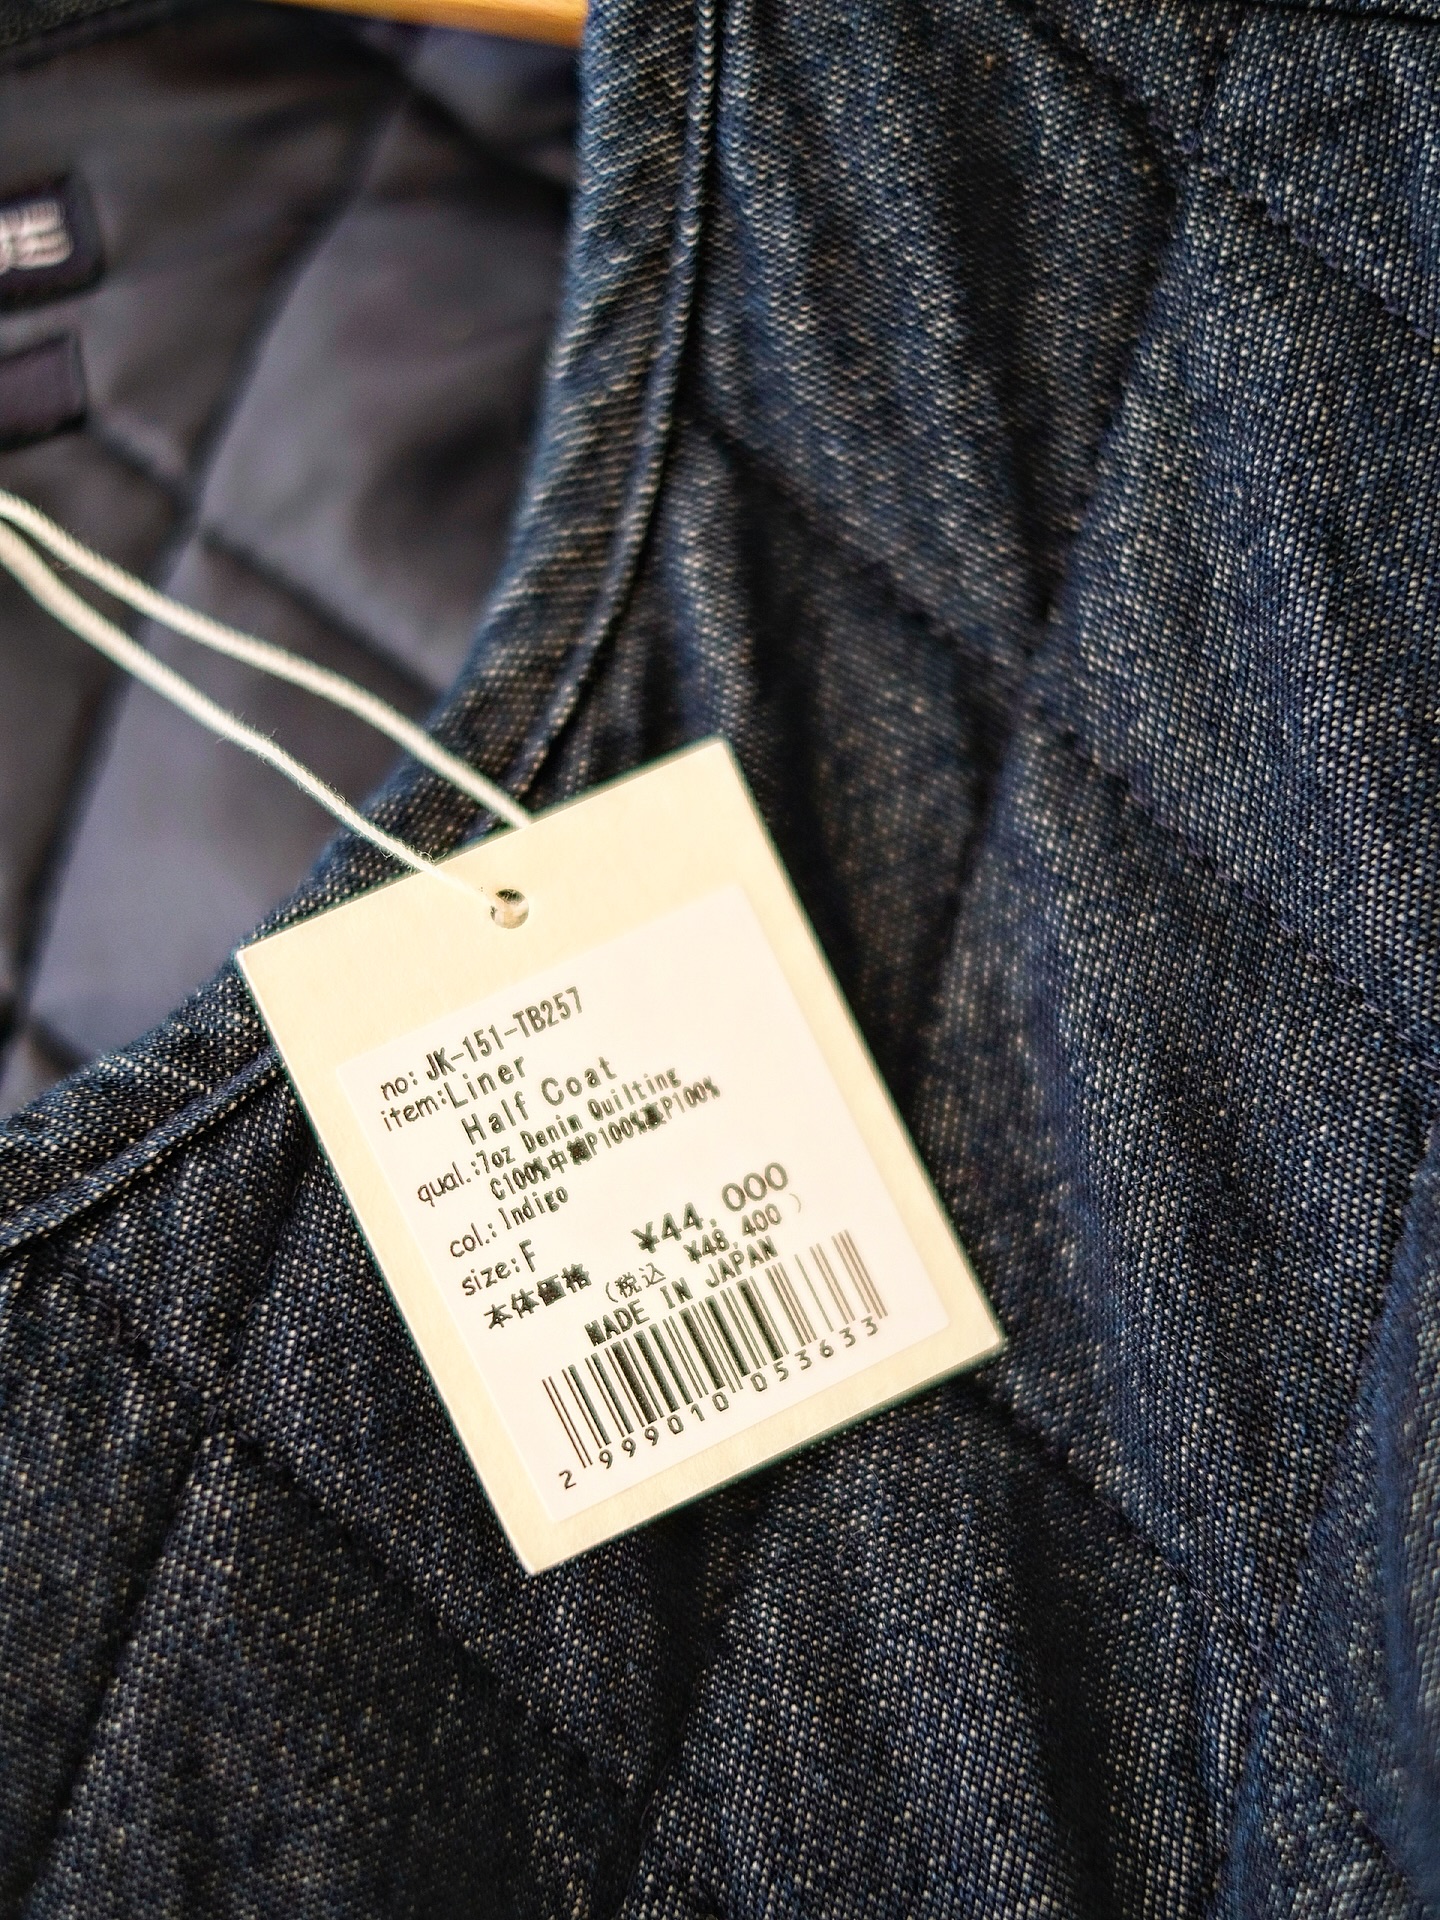 no: JK-151-TB257
item: Liner
Half Coat
qual.: 7oz Denim Quilting
C100%中綿P100%裏P100%
col.: Indigo
size: F
本体価格 ¥44,000
(税込 ¥48,400)
MADE IN JAPAN
2 999010 053633